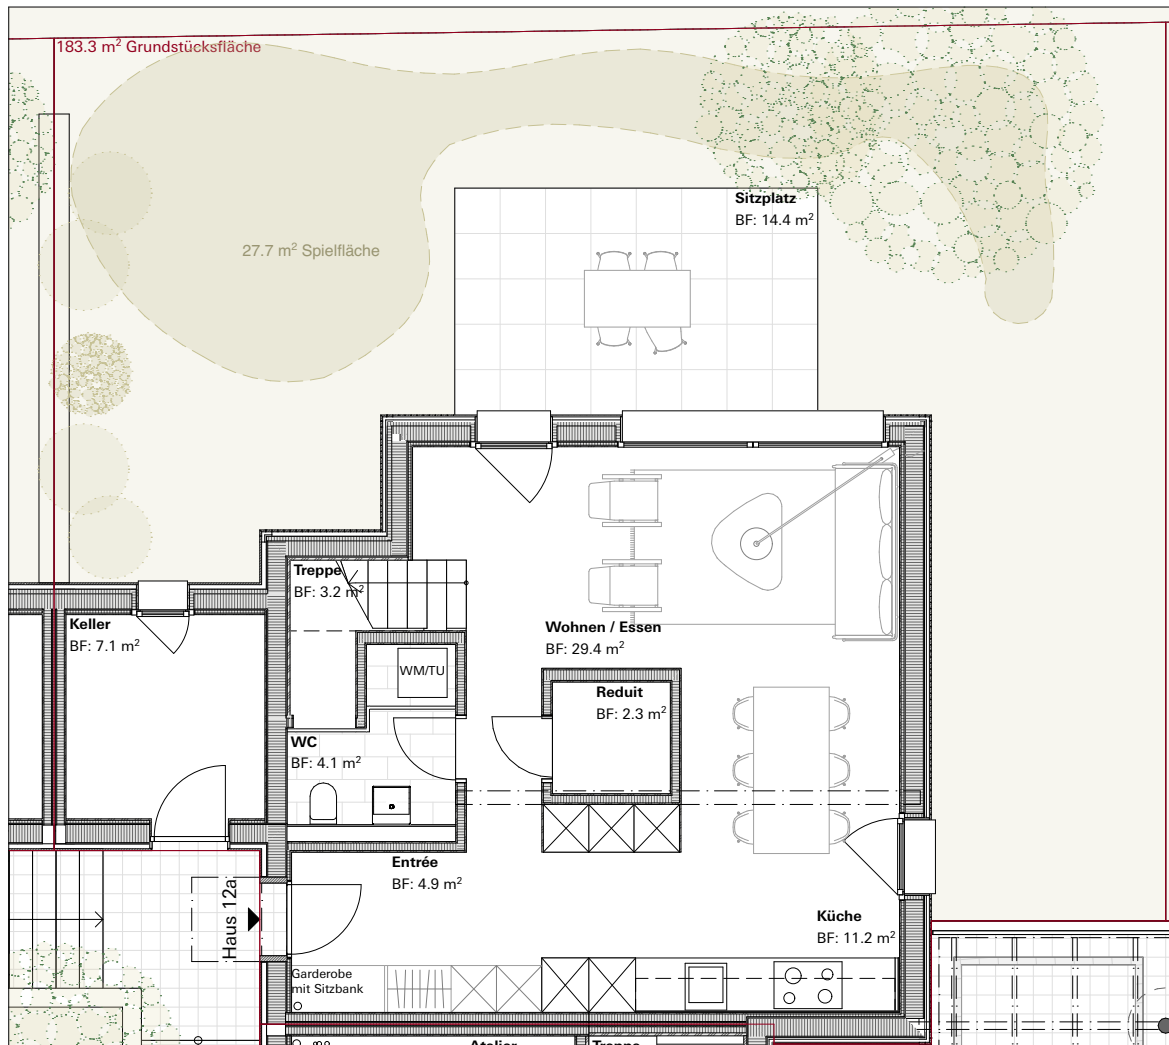 183.3 m² Grundstücksfläche
Sitzplatz
BF: 14.4 m²
27.7 m² Spielfläche
Treppe
BF: 3.2 m²
Keller
BF: 7.1 m²
Wohnen / Essen
BF: 29.4 m²
WM/TU
Reduit
BF: 2.3 m²
WC
BF: 4.1 m²
Entrée
BF: 4.9 m²
Haus 12a
Küche
BF: 11.2 m²
Garderobe
mit Sitzbank
Atelier
Treppe